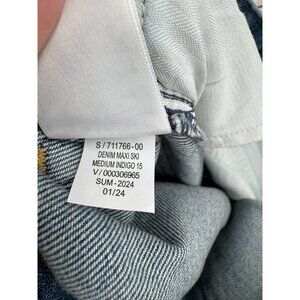 S/711766-00
DENIM MAXI SKI
MEDIUM INDIGO 15
V/000306965
SUM-2024
01/24